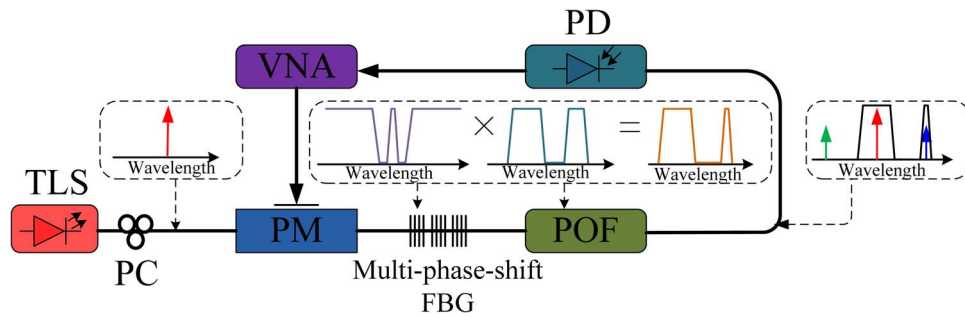 PD
VNA
×
=
Wavelength
Wavelength
Wavelength
Wavelength
Wavelength
TLS
PC
PM
POF
Multi-phase-shift
FBG